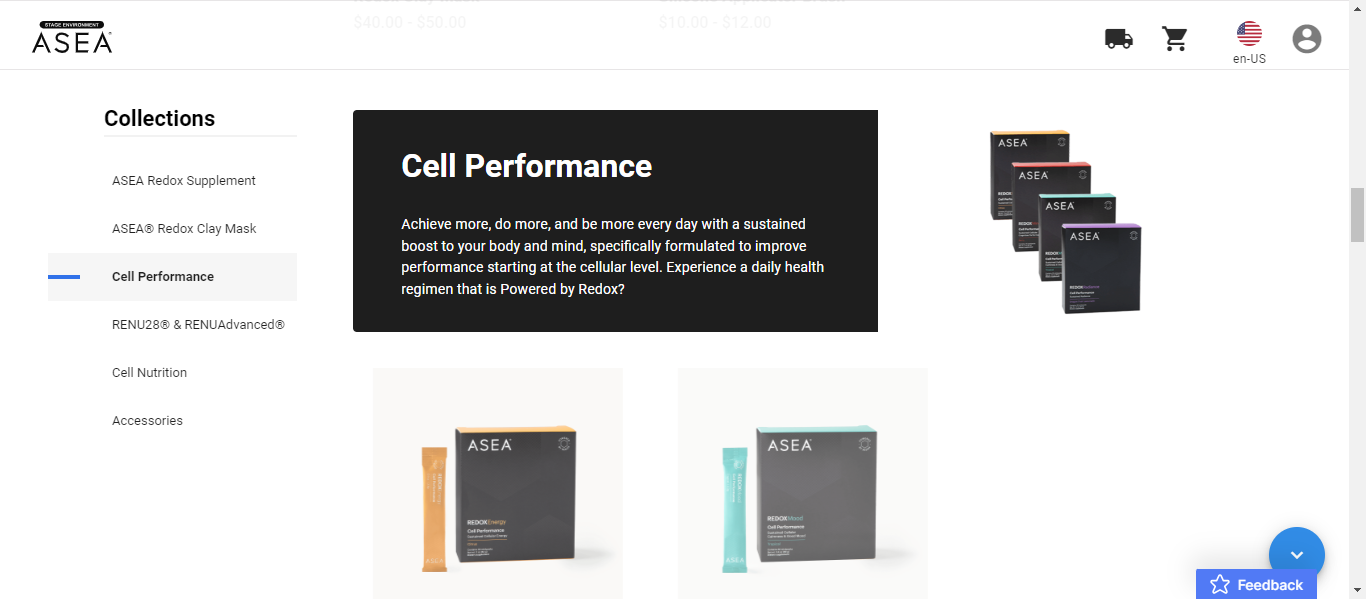 $40.00 - $50.00
$10.00 - $12.00
STAGE ENVIRONMENT
ASEA
en-US
Collections
ASEA Redox Supplement
ASEA® Redox Clay Mask
Cell Performance
RENU28® & RENUAdvanced®
Cell Nutrition
Accessories
Cell Performance
Achieve more, do more, and be more every day with a sustained
boost to your body and mind, specifically formulated to improve
performance starting at the cellular level. Experience a daily health
regimen that is Powered by Redox?
ASEA
ASEA
ASEA
ASEA
ASEA
REDOXEnergy
Cell Performance
ASEA
ASEA
REDOXMood
Cell Performance
ASEA
Feedback